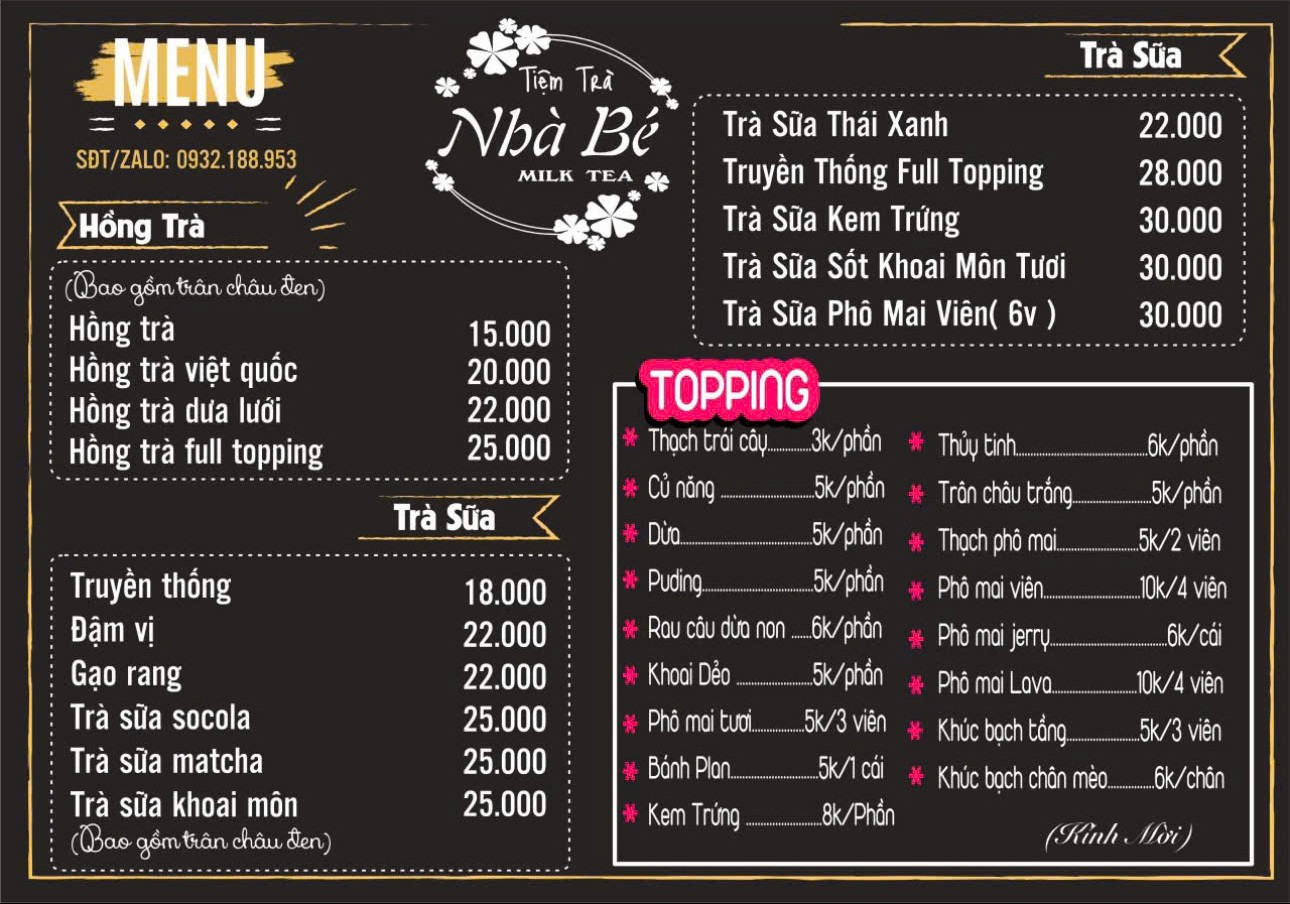 MENU
SĐT/ZALO: 0932.188.953
Tiệm Trà
Nhà Bé
MILK TEA
Hồng Trà
(Bao gồm trân châu đen)
Hồng trà 15.000
Hồng trà việt quốc 20.000
Hồng trà dưa lưới 22.000
Hồng trà full topping 25.000
Trà Sữa
Truyền thống 18.000
Đậm vị 22.000
Gạo rang 22.000
Trà sữa socola 25.000
Trà sữa matcha 25.000
Trà sữa khoai môn 25.000
(Bao gồm trân châu đen)
Trà Sữa
Trà Sữa Thái Xanh 22.000
Truyền Thống Full Topping 28.000
Trà Sữa Kem Trứng 30.000
Trà Sữa Sốt Khoai Môn Tươi 30.000
Trà Sữa Phô Mai Viên( 6v ) 30.000
TOPPING
Thạch trái cây............3k/phần
Củ năng ..........................5k/phần
Dừa....................................5k/phần
Puding..............................5k/phần
Rau câu dừa non ......6k/phần
Khoai Dẻo .....................5k/phần
Phô mai tươi..............5k/3 viên
Bánh Plan........................5k/1 cái
Kem Trứng .....................8k/Phần
Thủy tinh....................................6k/phần
Trân châu trắng......................5k/phần
Thạch phô mai.......................5k/2 viên
Phô mai viên..........................10k/4 viên
Phô mai jerry................................6k/cái
Phô mai Lava.......................10k/4 viên
Khúc bạch tầng....................5k/3 viên
Khúc bạch chân mèo.............6k/chân
(Kính Mời)